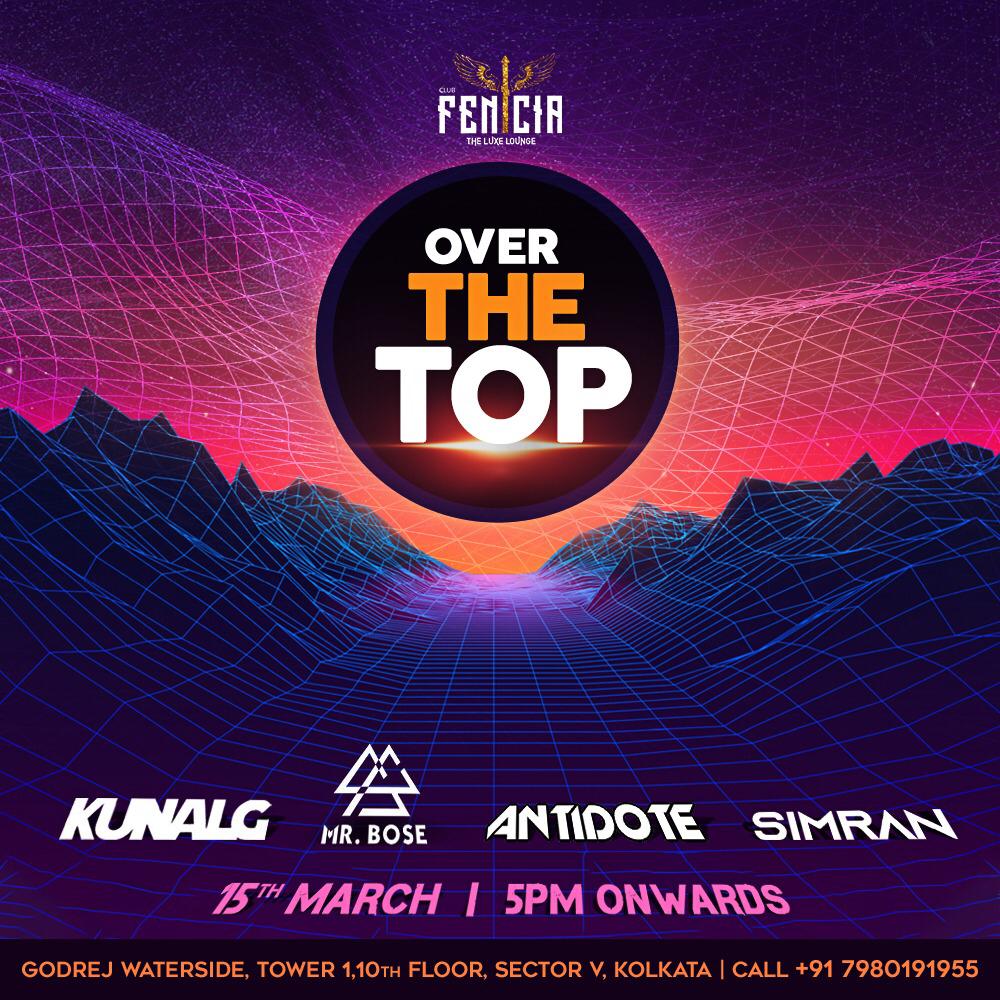 CLUB
FENICIA
THE LUXE LOUNGE
OVER
THE
TOP
KUNALG MR. BOSE ANTIDOTE SIMRAN
15TH MARCH | 5PM ONWARDS
GODREJ WATERSIDE, TOWER 1,10TH FLOOR, SECTOR V, KOLKATA | CALL +91 7980191955